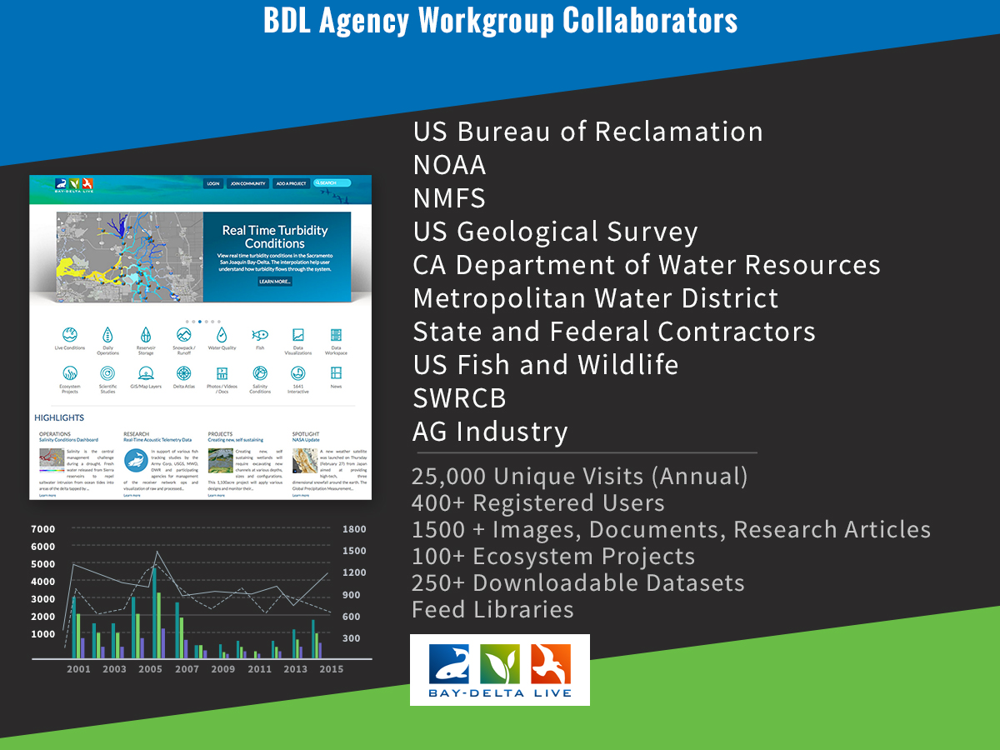 BDL Agency Workgroup Collaborators
US Bureau of Reclamation
NOAA
NMFS
US Geological Survey
CA Department of Water Resources
Metropolitan Water District
State and Federal Contractors
US Fish and Wildlife
SWRCB
AG Industry
25,000 Unique Visits (Annual)
400+ Registered Users
1500 + Images, Documents, Research Articles
100+ Ecosystem Projects
250+ Downloadable Datasets
Feed Libraries
BAY-DELTA LIVE
BAY-DELTA LIVE
LOGIN
JOIN COMMUNITY
ADD A PROJECT
SEARCH
Real Time Turbidity
Conditions
View real time turbidity conditions in the Sacramento
San Joaquin Bay-Delta. The interpolation help user
understand how turbidity flows through the system.
LEARN MORE...
Live Conditions
Daily
Operations
Reservoir
Storage
Snowpack /
Runoff
Water Quality
Fish
Data
Visualizations
Data
Workspace
Ecosystem
Projects
Scientific
Studies
GIS/Map Layers
Delta Atlas
Photos / Videos
/ Docs
Salinity
Conditions
1641
Interactive
News
HIGHLIGHTS
OPERATIONS
Salinity Conditions Dashboard
Salinity is the central
management challenge
during a drought. Fresh
water released from Sierra
reservoirs to repel
saltwater intrusion from ocean tides into
areas of the delta tapped by...
Learn more
RESEARCH
Real-Time Acoustic Telemetry Data
In support of various fish
tracking studies by the
Army Corp, USGS, MWD,
DWR and participating
agencies for management
of the receiver network ops and
visualization of raw and processed...
Learn more
PROJECTS
Creating new, self sustaining
Creating new, self
sustaining wetlands will
require excavating new
channels at various depths,
sizes and configurations.
This 1,100acre project will apply various
designs and monitor their...
Learn more
SPOTLIGHT
NASA Update
A new weather satellite
was launched on Thursday
(February 27) from Japan
aimed at providing
high-tech, three
dimensional snowfall around the earth. The
Global Precipitation Measurement...
Learn more
7000
6000
5000
4000
3000
2000
1000
1800
1500
1200
900
600
300
2001 2003 2005 2007 2009 2011 2013 2015